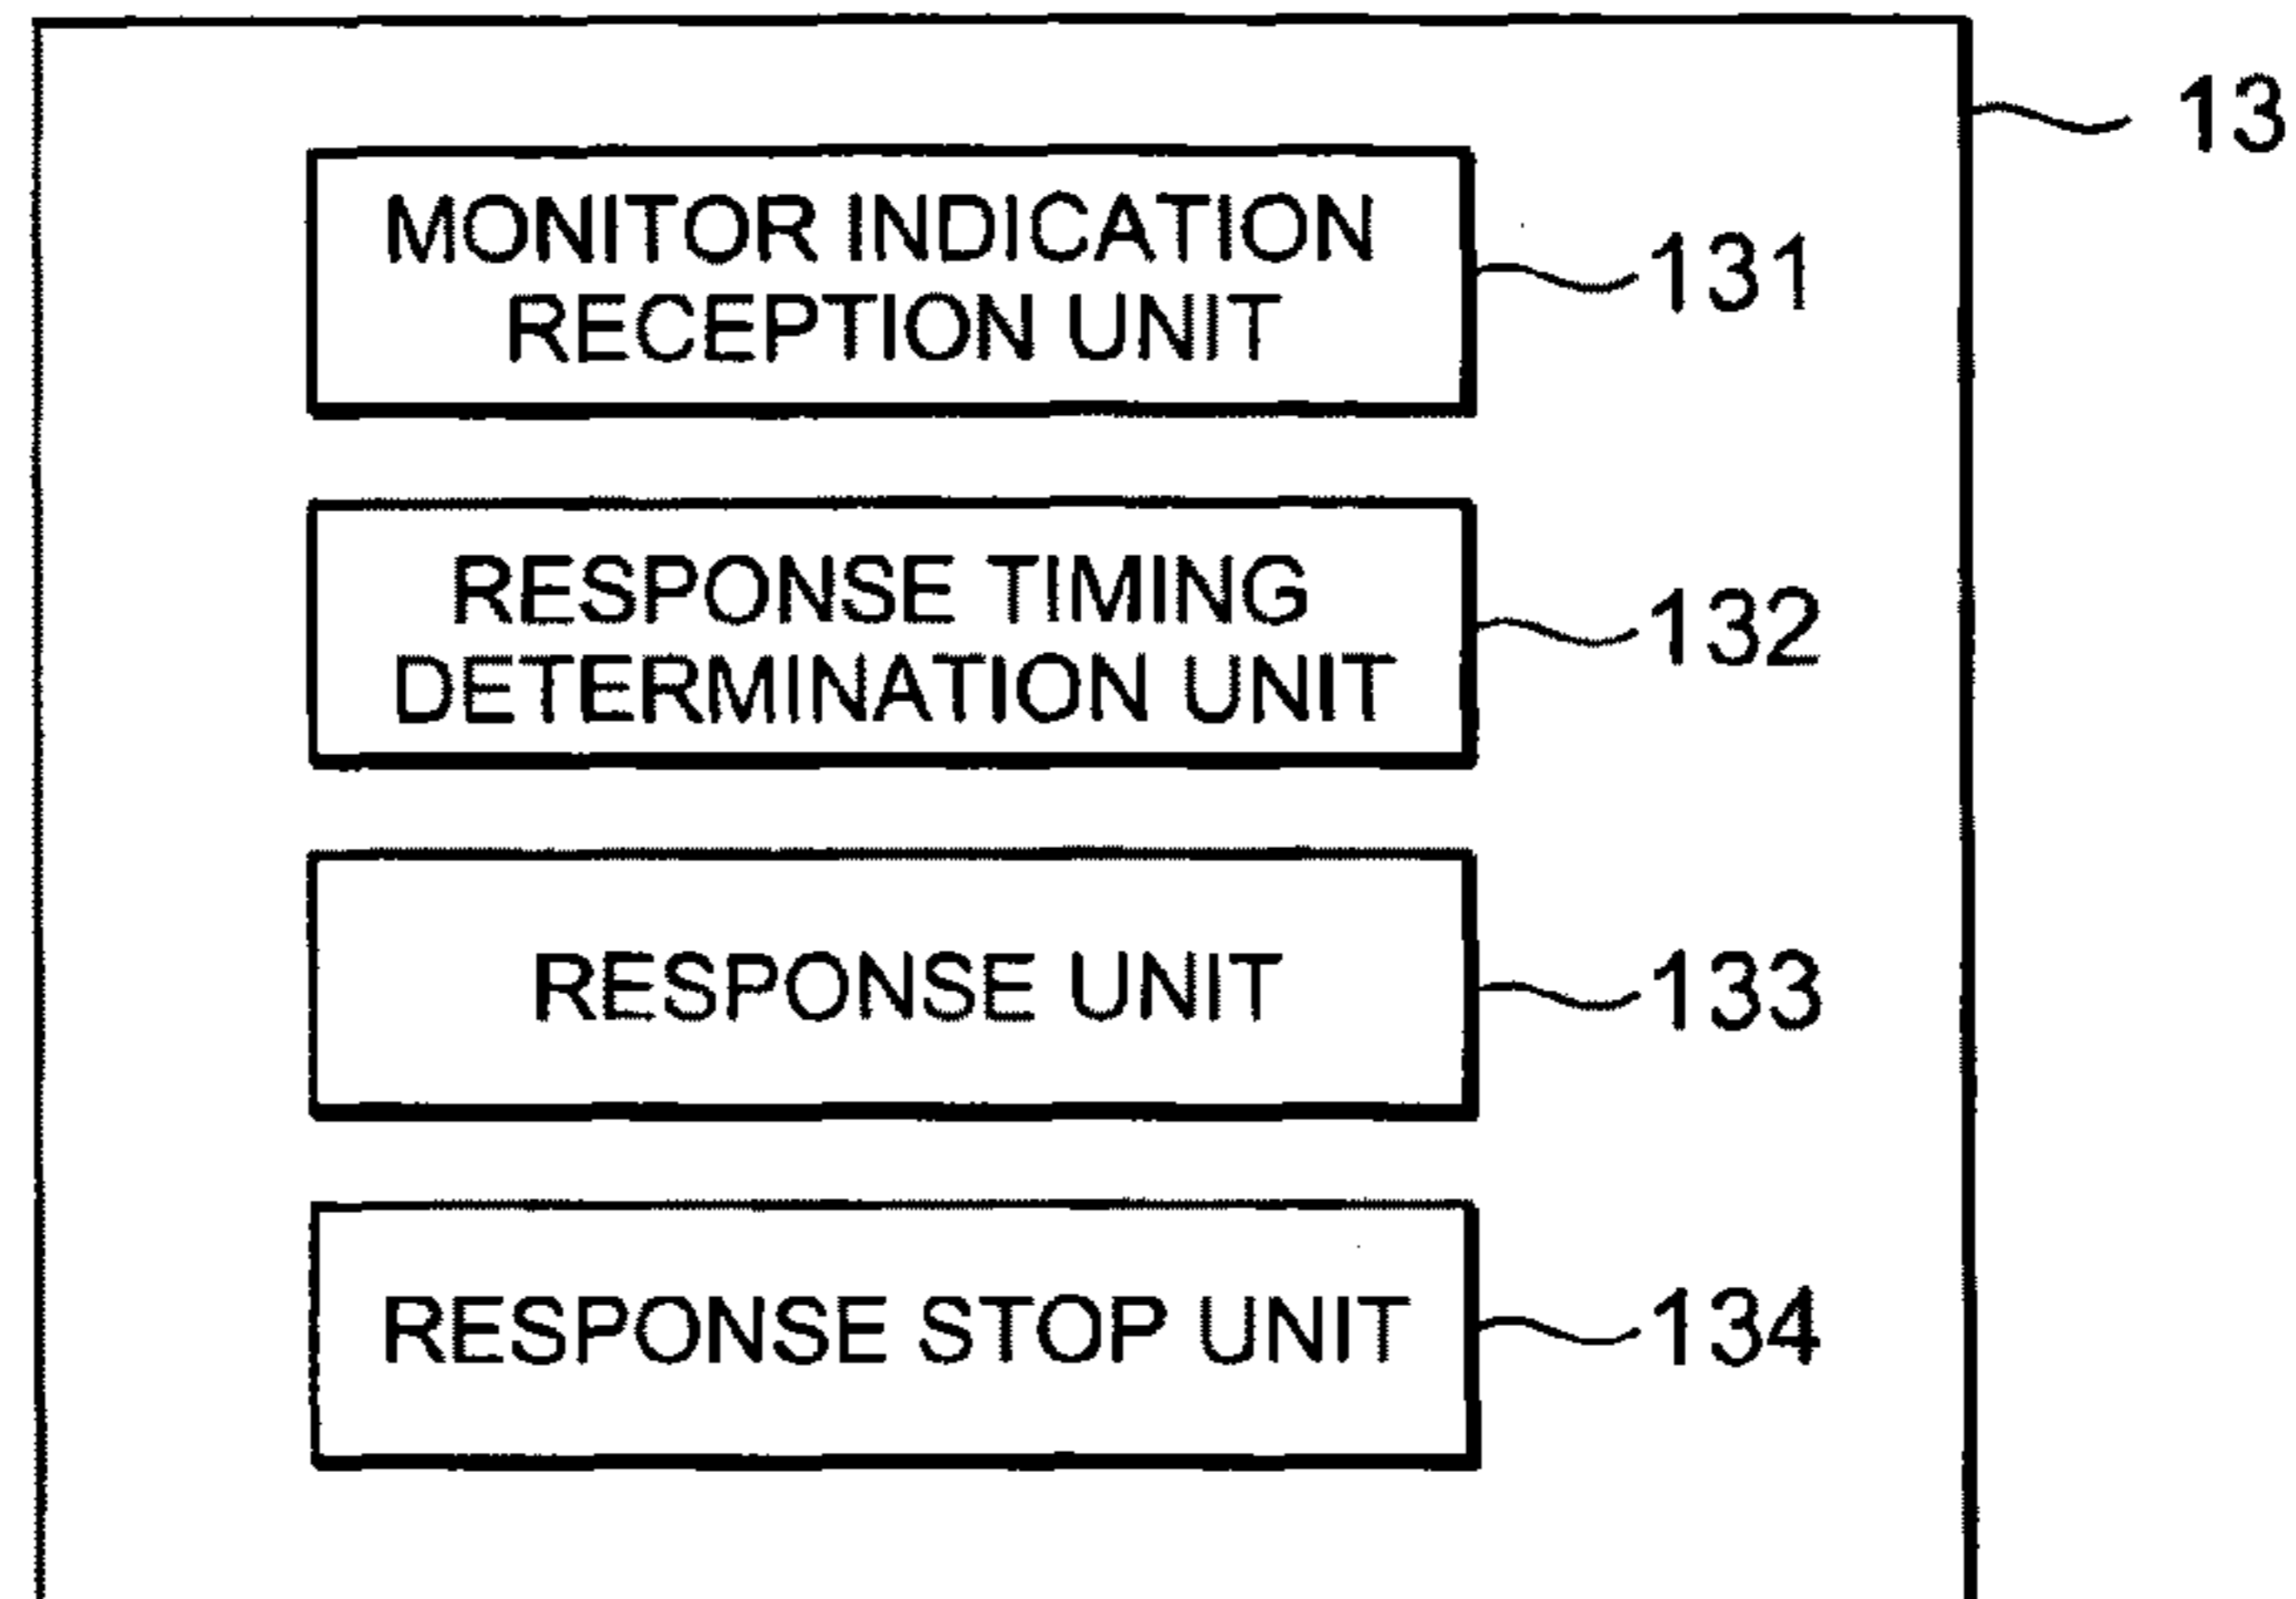 13
MONITOR INDICATION
RECEPTION UNIT
131
RESPONSE TIMING
DETERMINATION UNIT
132
RESPONSE UNIT
133
RESPONSE STOP UNIT
134